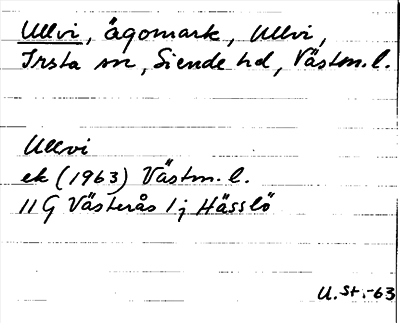 Ullvi, ägomark, Ullvi,
Irsta sn, Siende hd, Västm. l.
Ullvi
ek (1963) Västm. l.
11 G Västerås 1 j Hässlö
U. St. -63